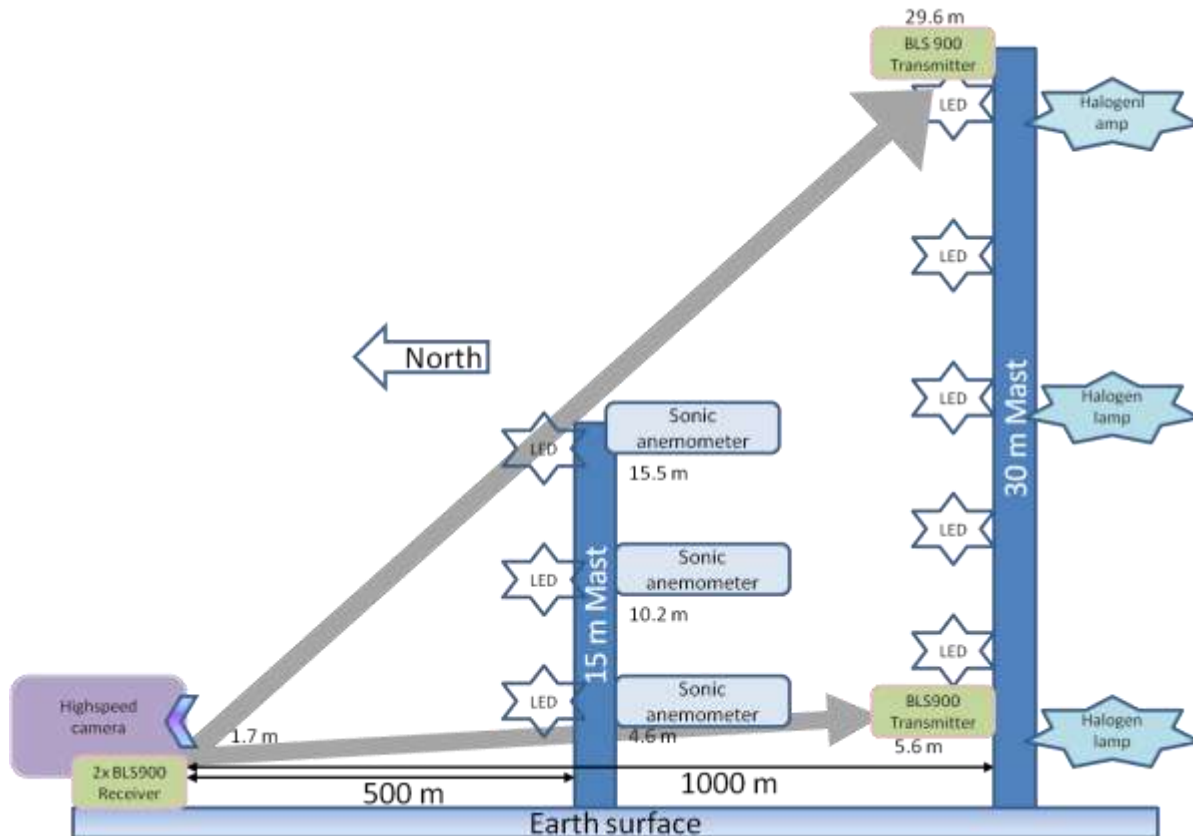 29.6 m
BLS 900
Transmitter
LED
Halogenl
amp
LED
North
LED
Halogen
lamp
LED
Sonic
anemometer
15.5 m
30 m Mast
LED
LED
Sonic
anemometer
10.2 m
15 m Mast
LED
LED
Sonic
anemometer
4.6 m
BLS900
Transmitter
5.6 m
Halogen
lamp
Highspeed
camera
1.7 m
2x BLS900
Receiver
500 m
1000 m
Earth surface